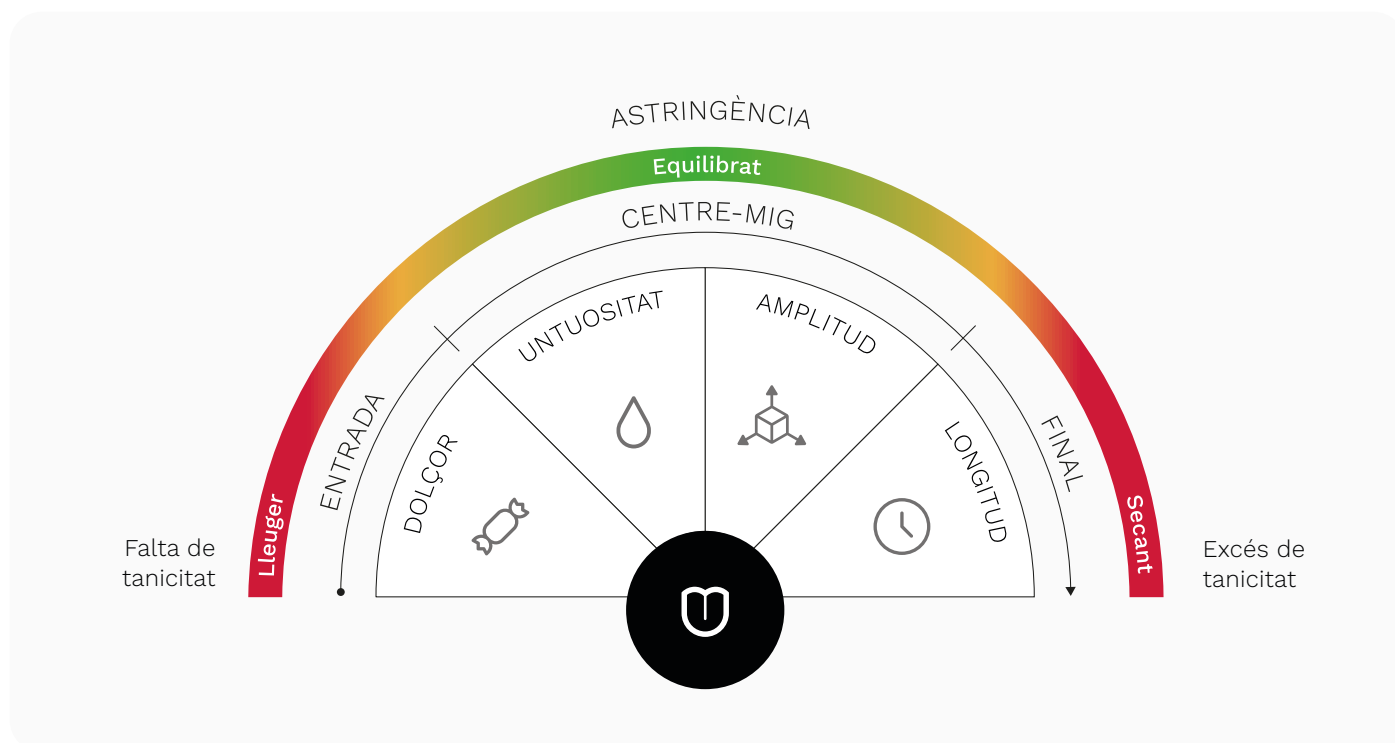 ASTRINGÈNCIA
Equilibrat
CENTRE-MIG
UNTUOSITAT
AMPLITUD
ENTRADA
DOLÇOR
FINAL
LONGITUD
Lleuger
Secant
Falta de
tanicitat
Excés de
tanicitat